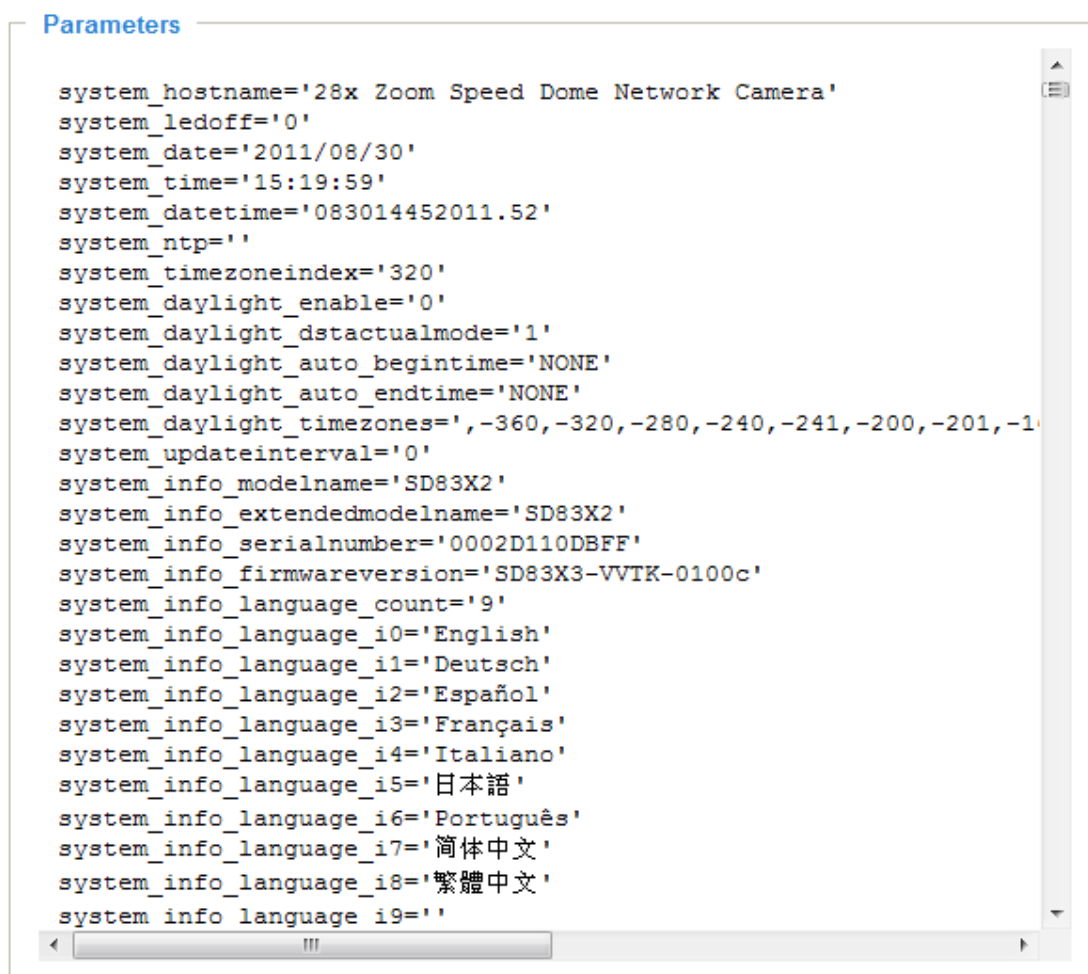 Parameters
system_hostname='28x Zoom Speed Dome Network Camera'
system_ledoff='0'
system_date='2011/08/30'
system_time='15:19:59'
system_datetime='083014452011.52'
system_ntp=''
system_timezoneindex='320'
system_daylight_enable='0'
system_daylight_dstactualmode='1'
system_daylight_auto_begintime='NONE'
system_daylight_auto_endtime='NONE'
system_daylight_timezones=',-360,-320,-280,-240,-241,-200,-201,-1
system_updateinterval='0'
system_info_modelname='SD83X2'
system_info_extendedmodelname='SD83X2'
system_info_serialnumber='0002D110DBFF'
system_info_firmwareversion='SD83X3-VVTK-0100c'
system_info_language_count='9'
system_info_language_i0='English'
system_info_language_i1='Deutsch'
system_info_language_i2='Español'
system_info_language_i3='Français'
system_info_language_i4='Italiano'
system_info_language_i5='日本語'
system_info_language_i6='Português'
system_info_language_i7='简体中文'
system_info_language_i8='繁體中文'
system_info_language_i9=''